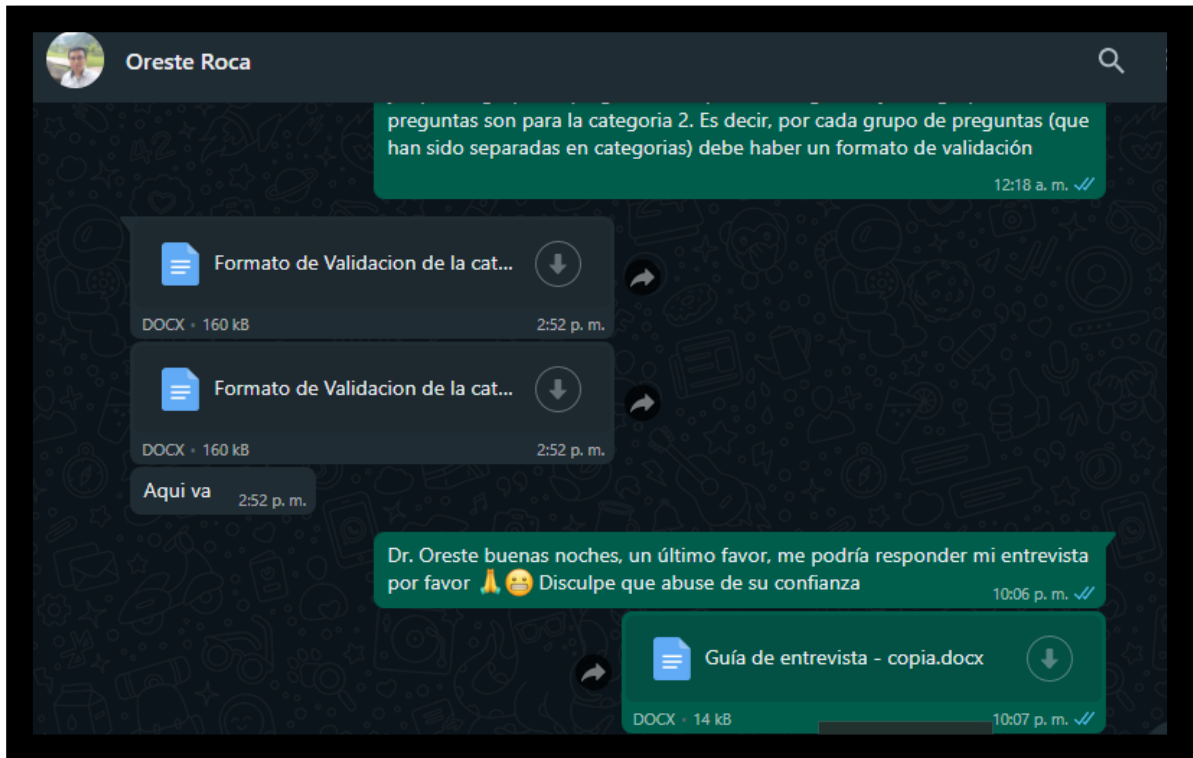 Oreste Roca
preguntas son para la categoria 2. Es decir, por cada grupo de preguntas (que
han sido separadas en categorias) debe haber un formato de validación
12:18 a. m.
Formato de Validacion de la cat...
DOCX • 160 kB 2:52 p. m.
Formato de Validacion de la cat...
DOCX • 160 kB 2:52 p. m.
Aqui va 2:52 p. m.
Dr. Oreste buenas noches, un último favor, me podría responder mi entrevista
por favor 🙏😬 Disculpe que abuse de su confianza
10:06 p. m.
Guía de entrevista - copia.docx
DOCX • 14 kB 10:07 p. m.